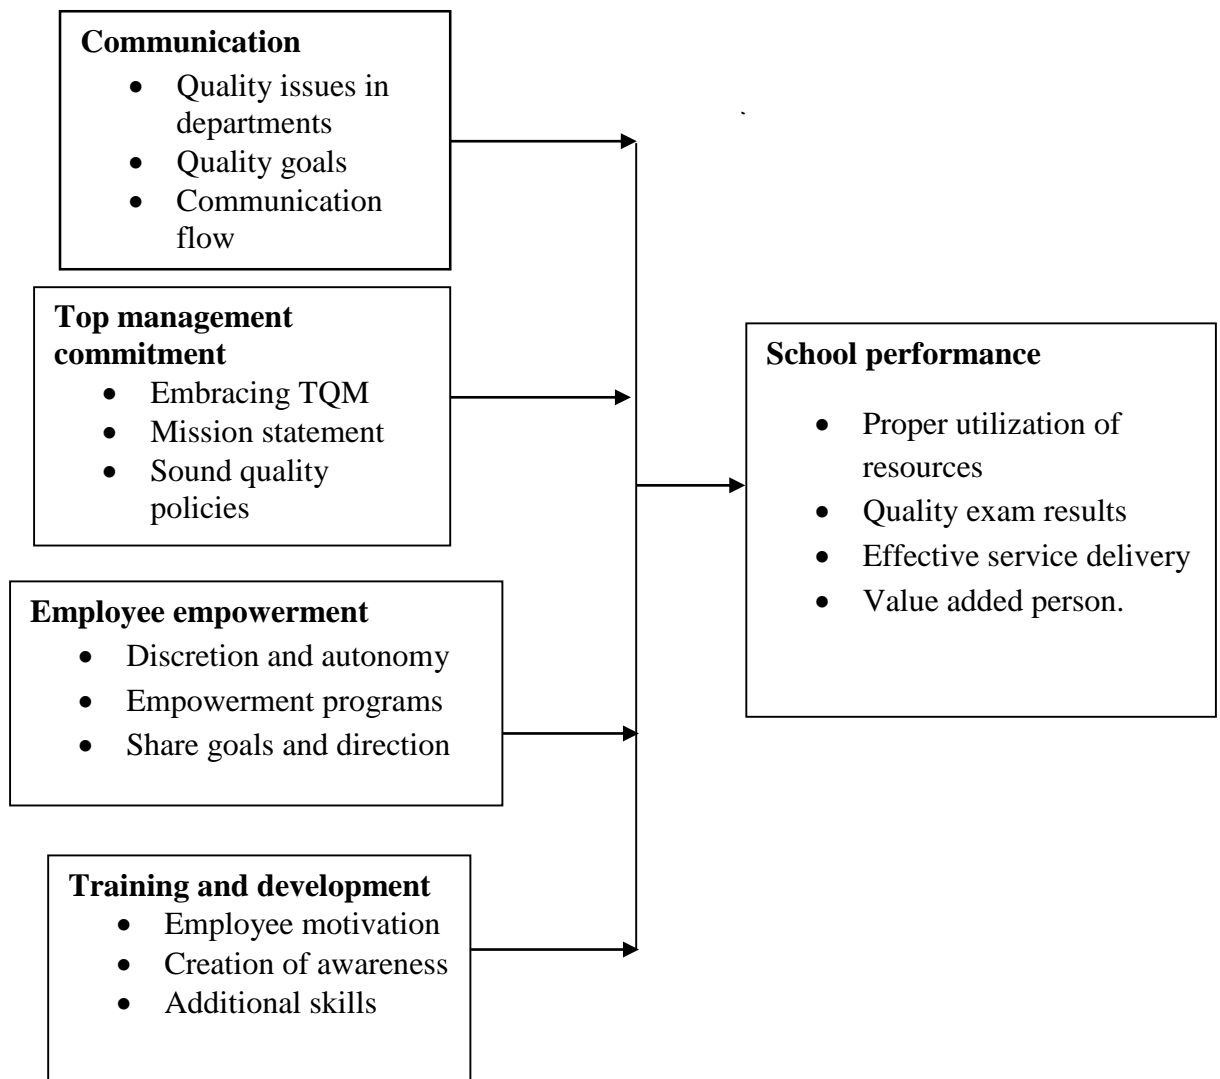 Communication
• Quality issues in
departments
• Quality goals
• Communication
flow
Top management
commitment
• Embracing TQM
• Mission statement
• Sound quality
policies
Employee empowerment
• Discretion and autonomy
• Empowerment programs
• Share goals and direction
Training and development
• Employee motivation
• Creation of awareness
• Additional skills
School performance
• Proper utilization of
resources
• Quality exam results
• Effective service delivery
• Value added person.